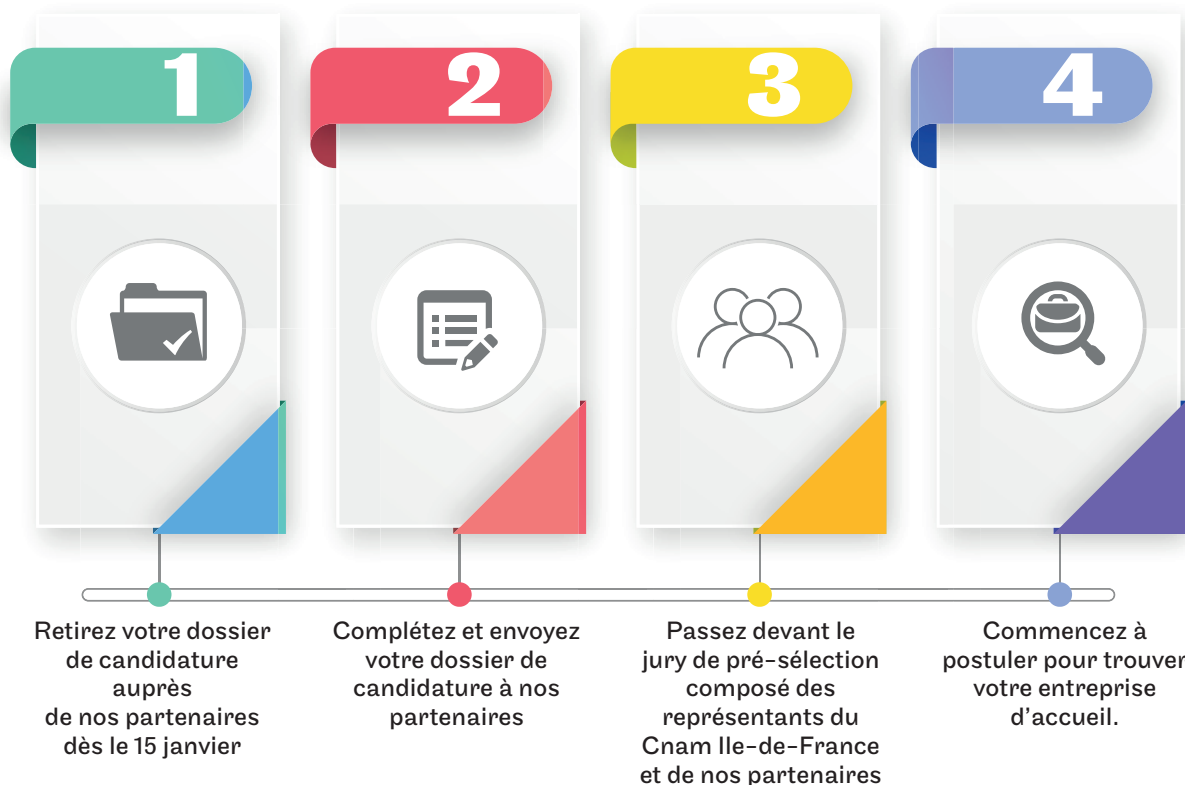 1
Retirez votre dossier
de candidature
auprès
de nos partenaires
dès le 15 janvier
2
Complétez et envoyez
votre dossier de
candidature à nos
partenaires
3
Passez devant le
jury de pré-sélection
composé des
représentants du
Cnam Ile-de-France
et de nos partenaires
4
Commencez à
postuler pour trouver
votre entreprise
d'accueil.